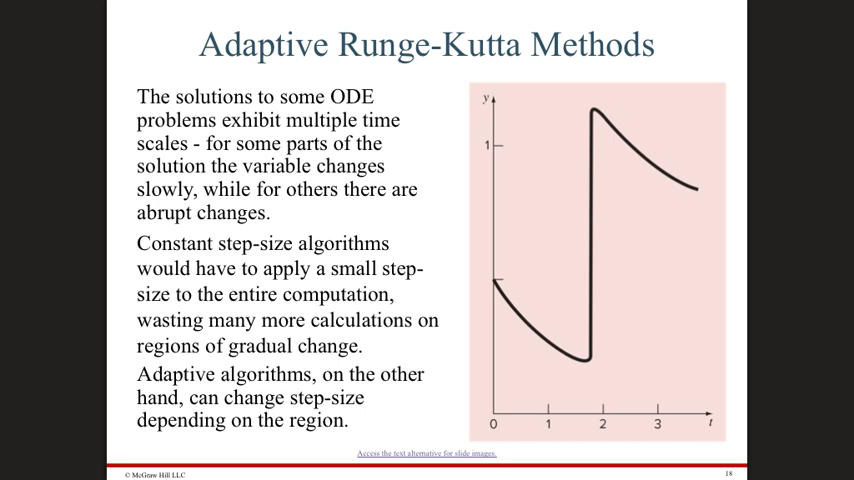 Adaptive Runge-Kutta Methods
The solutions to some ODE
problems exhibit multiple time
scales - for some parts of the
solution the variable changes
slowly, while for others there are
abrupt changes.
Constant step-size algorithms
would have to apply a small step-
size to the entire computation,
wasting many more calculations on
regions of gradual change.
Adaptive algorithms, on the other
hand, can change step-size
depending on the region.
y
1
0 1 2 3 t
Access the text alternative for slide images.
© McGraw Hill LLC
18